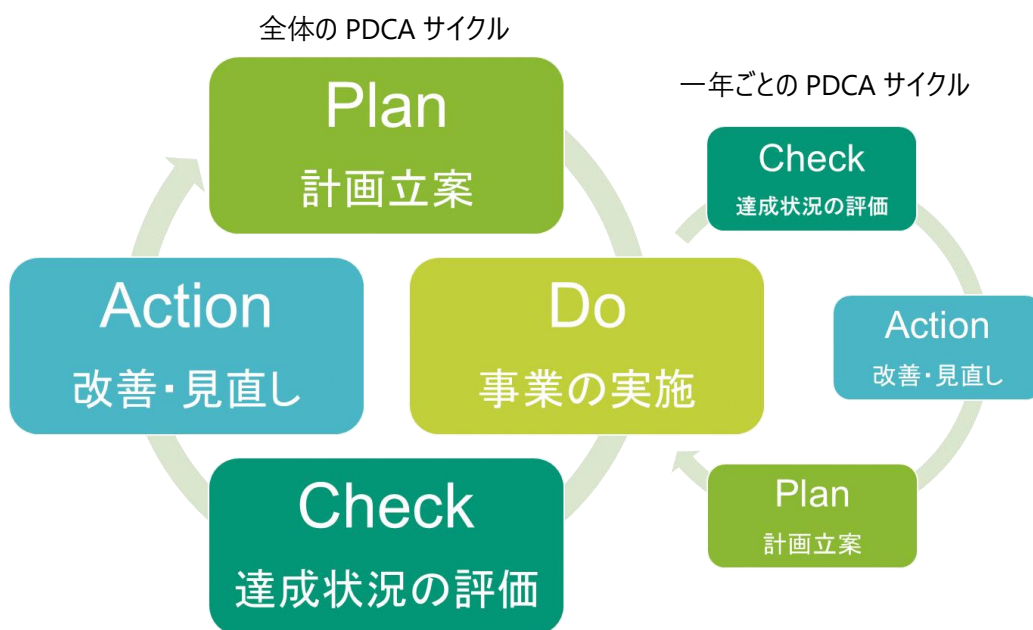 全体の PDCA サイクル
Plan
計画立案
Do
事業の実施
Check
達成状況の評価
Action
改善・見直し
一年ごとの PDCA サイクル
Check
達成状況の評価
Action
改善・見直し
Plan
計画立案